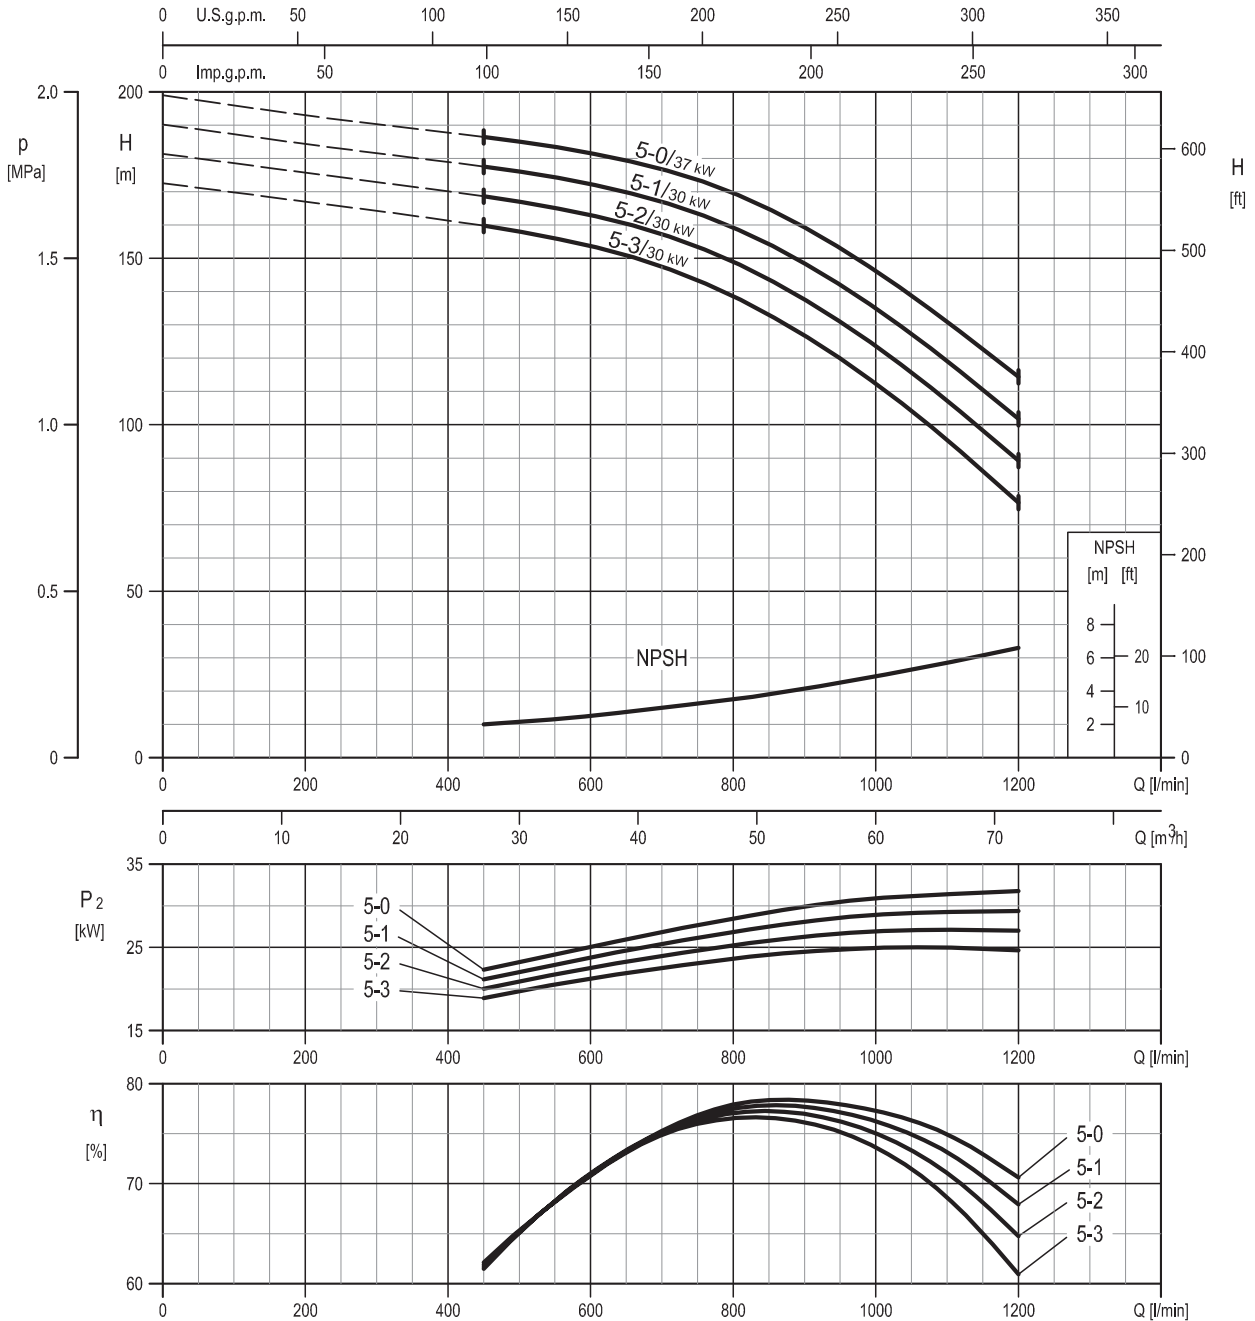 0 U.S.g.p.m. 50 100 150 200 250 300 350
0 Imp.g.p.m. 50 100 150 200 250 300
p
[MPa]
2.0
1.5
1.0
0.5
0
H
[m]
200
150
100
50
0
H
[ft]
600
500
400
300
200
100
0
5-0/37 kW
5-1/30 kW
5-2/30 kW
5-3/30 kW
NPSH
NPSH
[m] [ft]
8
6
4
2
20
10
0 200 400 600 800 1000 1200 Q [l/min]
0 10 20 30 40 50 60 70 Q [m³/h]
P2
[kW]
35
25
15
5-0
5-1
5-2
5-3
0 200 400 600 800 1000 1200 Q [l/min]
η
[%]
80
70
60
5-0
5-1
5-2
5-3
0 200 400 600 800 1000 1200 Q [l/min]